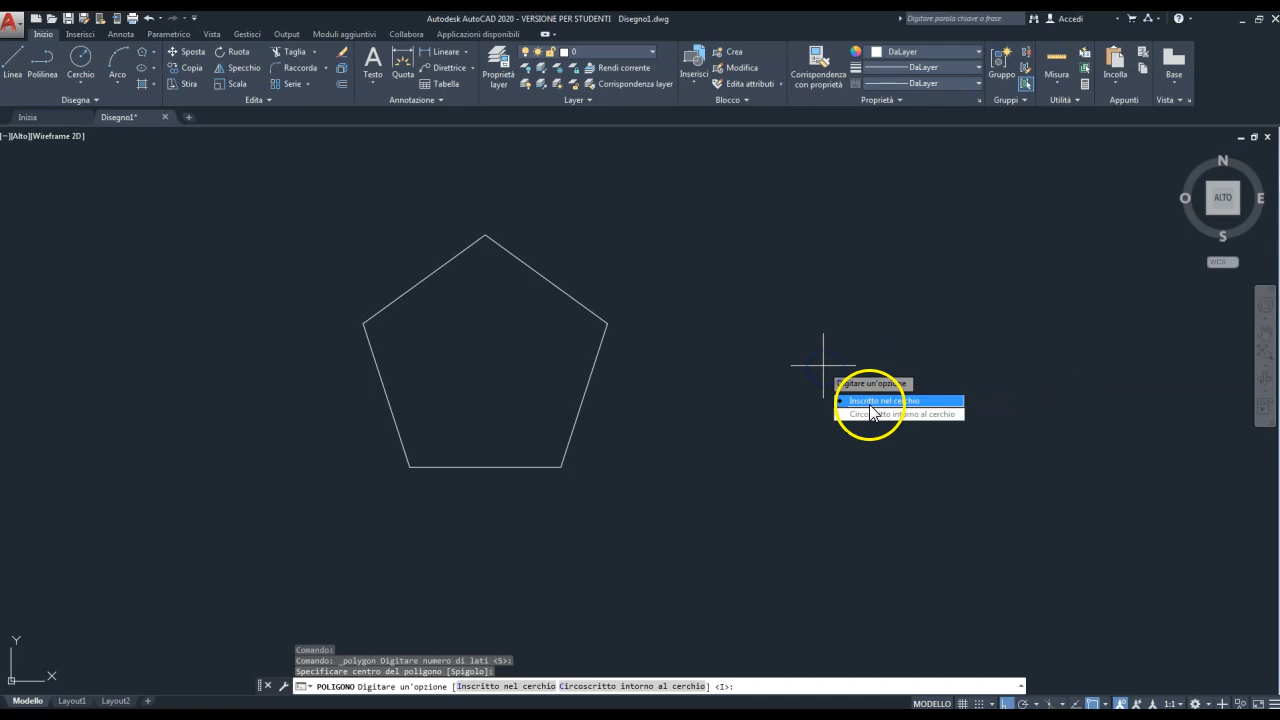 Autodesk AutoCAD 2020 - VERSIONE PER STUDENTI Disegno1.dwg
Digitare parola chiave o frase
Accedi
Inizio Inserisci Annota Parametrico Vista Gestisci Output Moduli aggiuntivi Collabora Applicazioni disponibili
Linea Polilinea Cerchio Arco
Sposta Ruota Taglia
Copia Specchio Raccorda
Stira Scala Serie
Testo Quota
Lineare
Direttrice
Tabella
Proprietà layer
0
Rendi corrente
Corrispondenza layer
Inserisci
Crea
Modifica
Modifica attributi
Corrispondenza con proprietà
DaLayer
DaLayer
DaLayer
Gruppo
Misura
Incolla
Base
Disegna Edita Annotazione Layer Blocco Proprietà Gruppi Utilità Appunti Vista
Inizia Disegno1*
[−][Alto][Wireframe 2D]
N
O ALTO E
S
WCS
Digitare un'opzione
Inscritto nel cerchio
Circoscritto intorno al cerchio
Y
X
Comando:
Comando: _polygon Digitare numero di lati <5>:
Specificare centro del poligono [Spigolo]:
POLIGONO Digitare un'opzione [Inscritto nel cerchio Circoscritto intorno al cerchio] <I>:
Modello Layout1 Layout2 +
MODELLO
1:1